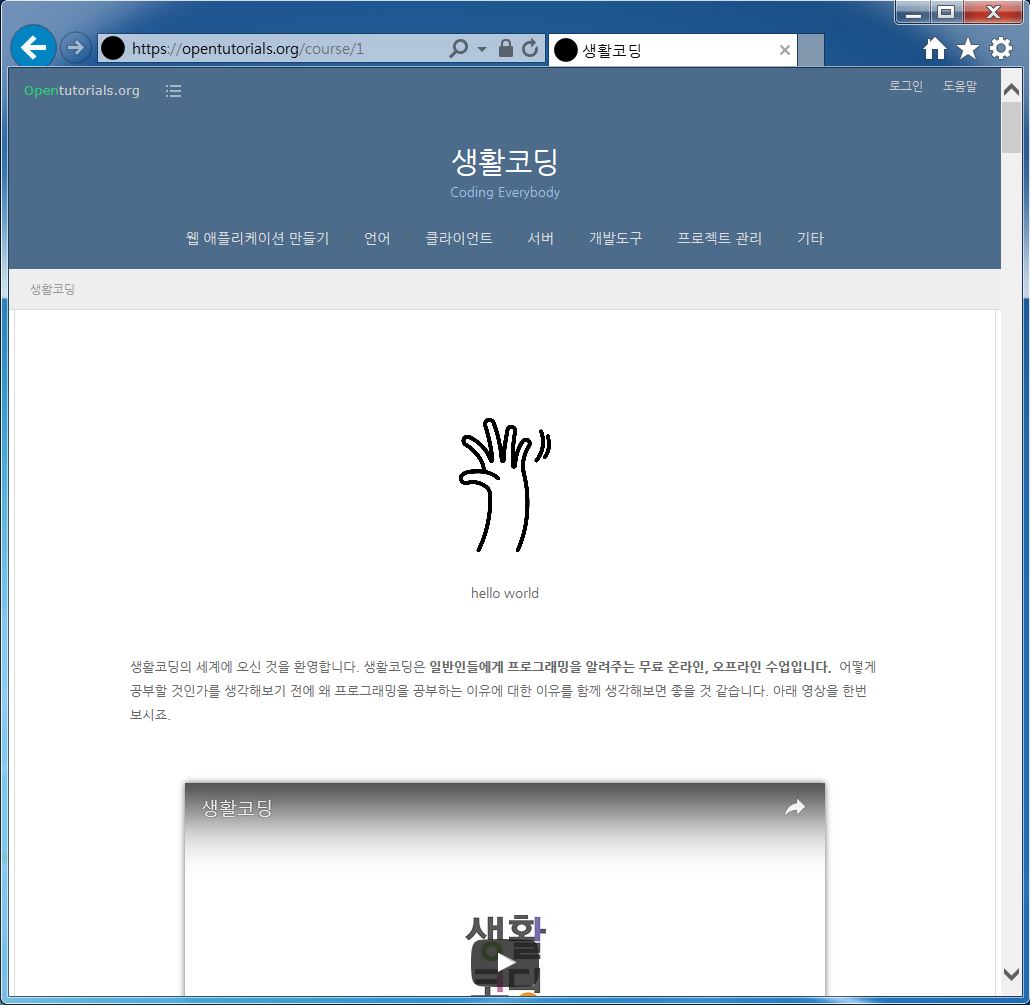 https://opentutorials.org/course/1
생활코딩
Opentutorials.org
로그인 도움말
생활코딩
Coding Everybody
웹 애플리케이션 만들기 언어 클라이언트 서버 개발도구 프로젝트 관리 기타
생활코딩
hello world
생활코딩의 세계에 오신 것을 환영합니다. 생활코딩은 일반인들에게 프로그래밍을 알려주는 무료 온라인, 오프라인 수업입니다. 어떻게
공부할 것인가를 생각해보기 전에 왜 프로그래밍을 공부하는 이유에 대한 이유를 함께 생각해보면 좋을 것 같습니다. 아래 영상을 한번
보시죠.
생활코딩
생활